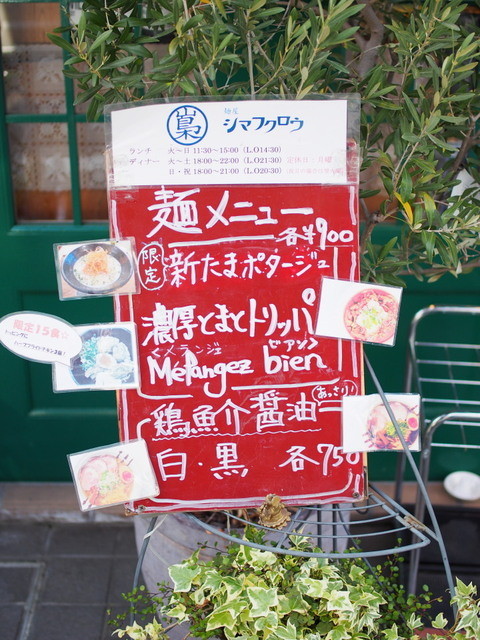 梟
麺屋
シマフクロウ
ランチ 火〜日 11:30〜15:00 (L.O14:30)
ディナー 火〜土 18:00〜22:00 (L.O21:30)
日・祝 18:00〜21:00 (L.O20:30)
麺メニュー
各¥900
限定
新たまポタージュ
濃厚とまとトリッパ
<メランジェ ビアン>
Melangez bien
鶏魚介醤油
あっさり!
白・黒 各750
限定15食☆